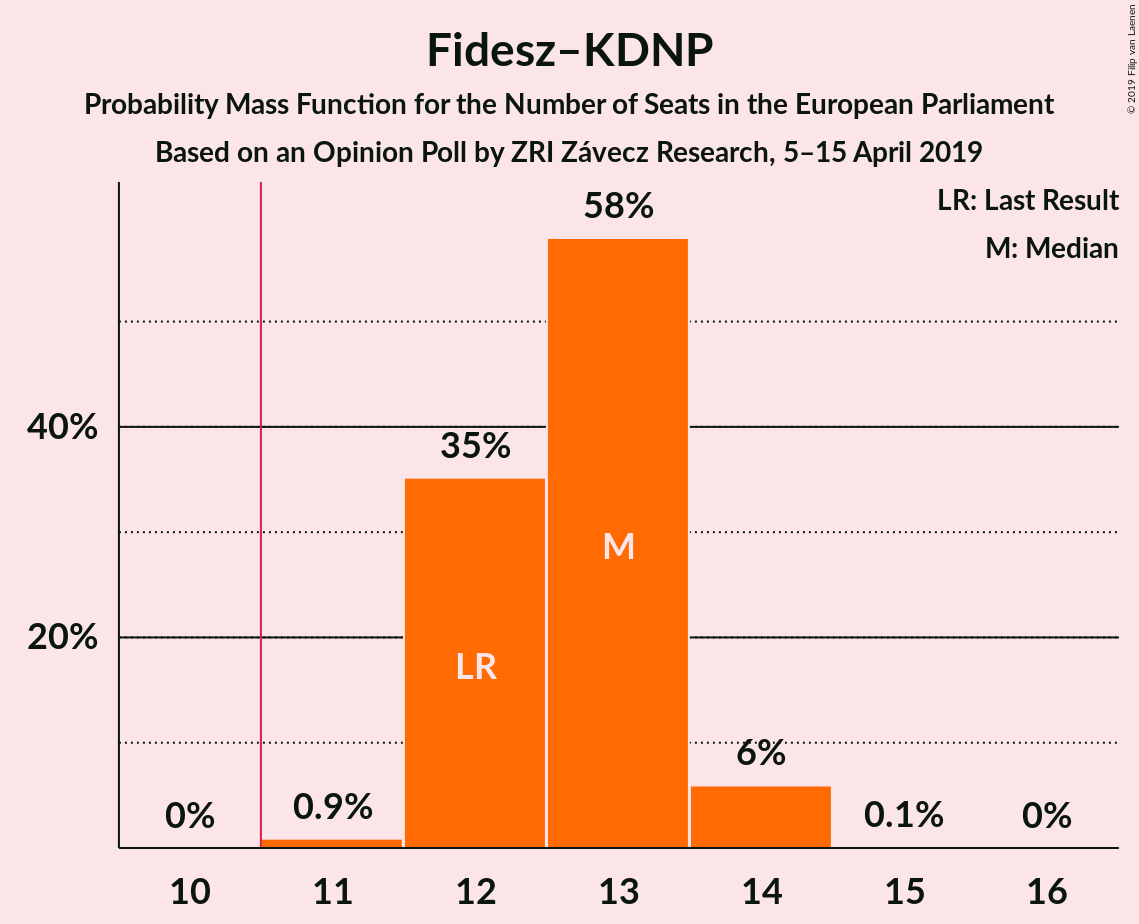 Fidesz–KDNP
Probability Mass Function for the Number of Seats in the European Parliament
Based on an Opinion Poll by ZRI Závecz Research, 5–15 April 2019
© 2019 Filip van Laenen
LR: Last Result
M: Median
58%
40%
35%
M
20%
LR
6%
0%
0.9%
0.1%
0%
10 11 12 13 14 15 16